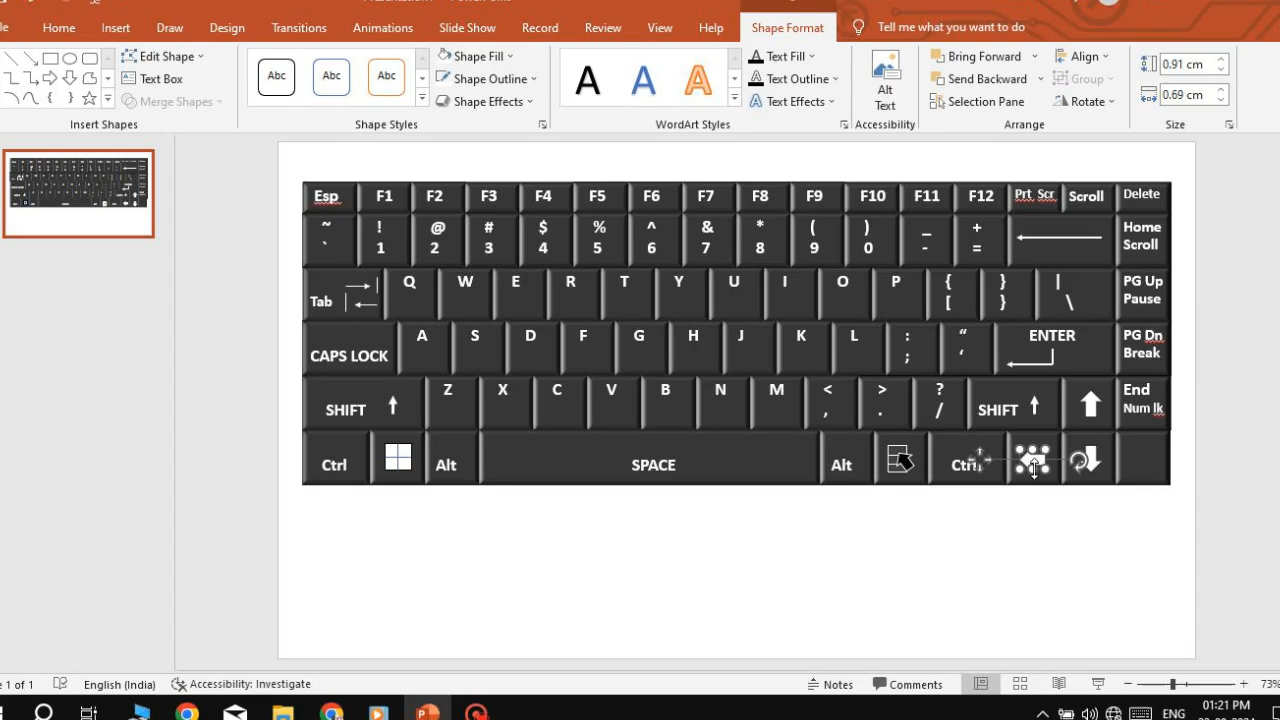 Home Insert Draw Design Transitions Animations Slide Show Record Review View Help Shape Format Tell me what you want to do
Edit Shape
Text Box
Merge Shapes
Insert Shapes
Abc Abc Abc
Shape Fill
Shape Outline
Shape Effects
Shape Styles
A A A
Text Fill
Text Outline
Text Effects
WordArt Styles
Alt
Text
Accessibility
Bring Forward
Send Backward
Selection Pane
Align
Group
Rotate
Arrange
0.91 cm
0.69 cm
Size
Esp F1 F2 F3 F4 F5 F6 F7 F8 F9 F10 F11 F12 Prt Scr Scroll Delete
~ ! @ # $ % ^ & * ( ) _ + Home
` 1 2 3 4 5 6 7 8 9 0 - = Scroll
Q W E R T Y U I O P { } | PG Up
Tab [ } \ Pause
A S D F G H J K L : “ ENTER PG Dn
CAPS LOCK ; ‘ Break
Z X C V B N M < > ? End
SHIFT , . / SHIFT Num lk
Ctrl Alt SPACE Alt Ctrl
1 of 1 English (India) Accessibility: Investigate Notes Comments 73%
01:21 PM
ENG